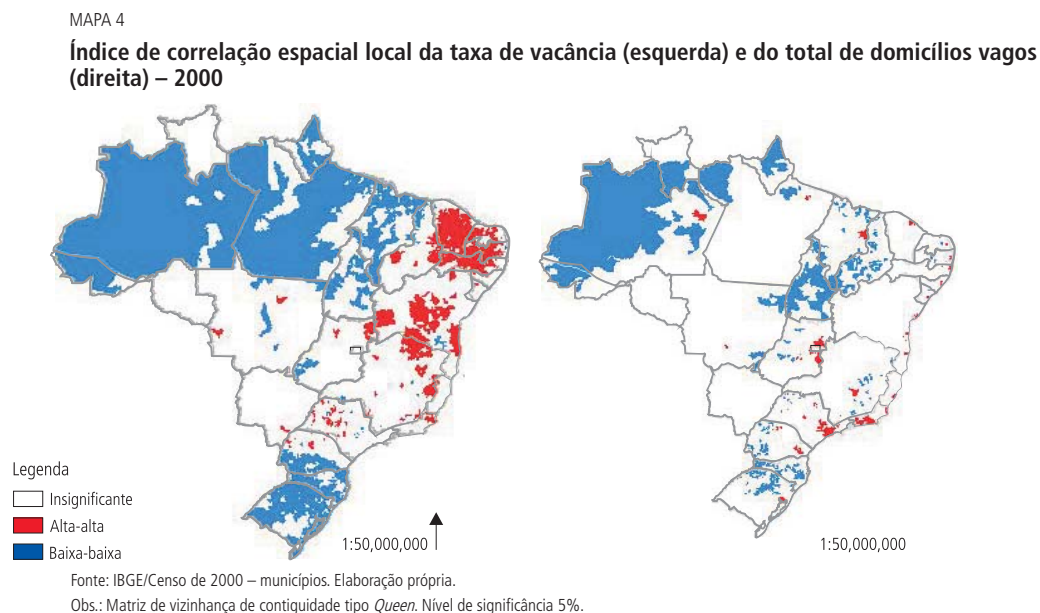 MAPA 4
Índice de correlação espacial local da taxa de vacância (esquerda) e do total de domicílios vagos
(direita) – 2000
Legenda
Insignificante
Alta-alta
Baixa-baixa
1:50,000,000
1:50,000,000
Fonte: IBGE/Censo de 2000 – municípios. Elaboração própria.
Obs.: Matriz de vizinhança de contiguidade tipo Queen. Nível de significância 5%.